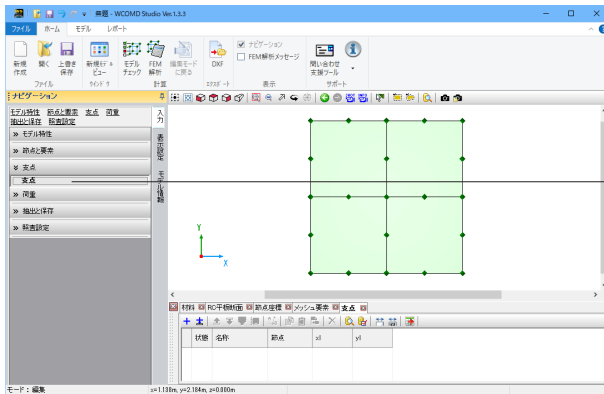 無題 - WCOMD Studio Ver.1.3.3
ファイル ホーム モデル レポート
新規作成 開く 上書き保存 新規モデルビュー モデルチェック FEM解析 編集モードに戻る DXF ナビゲーション FEM解析メッセージ 問い合わせ支援ツール
ファイル ウィンドウ 計算 エクスポート 表示 サポート
ナビゲーション
モデル特性 節点と要素 支点 荷重
抽出と保存 照査設定
モデル特性
節点と要素
支点
支点
荷重
抽出と保存
照査設定
入力
表示設定
モデル情報
Y
X
材料 RC平板断面 節点座標 メッシュ要素 支点
状態 名称 節点 xl yl
モード : 編集 x=1.138m, y=2.184m, z=0.000m